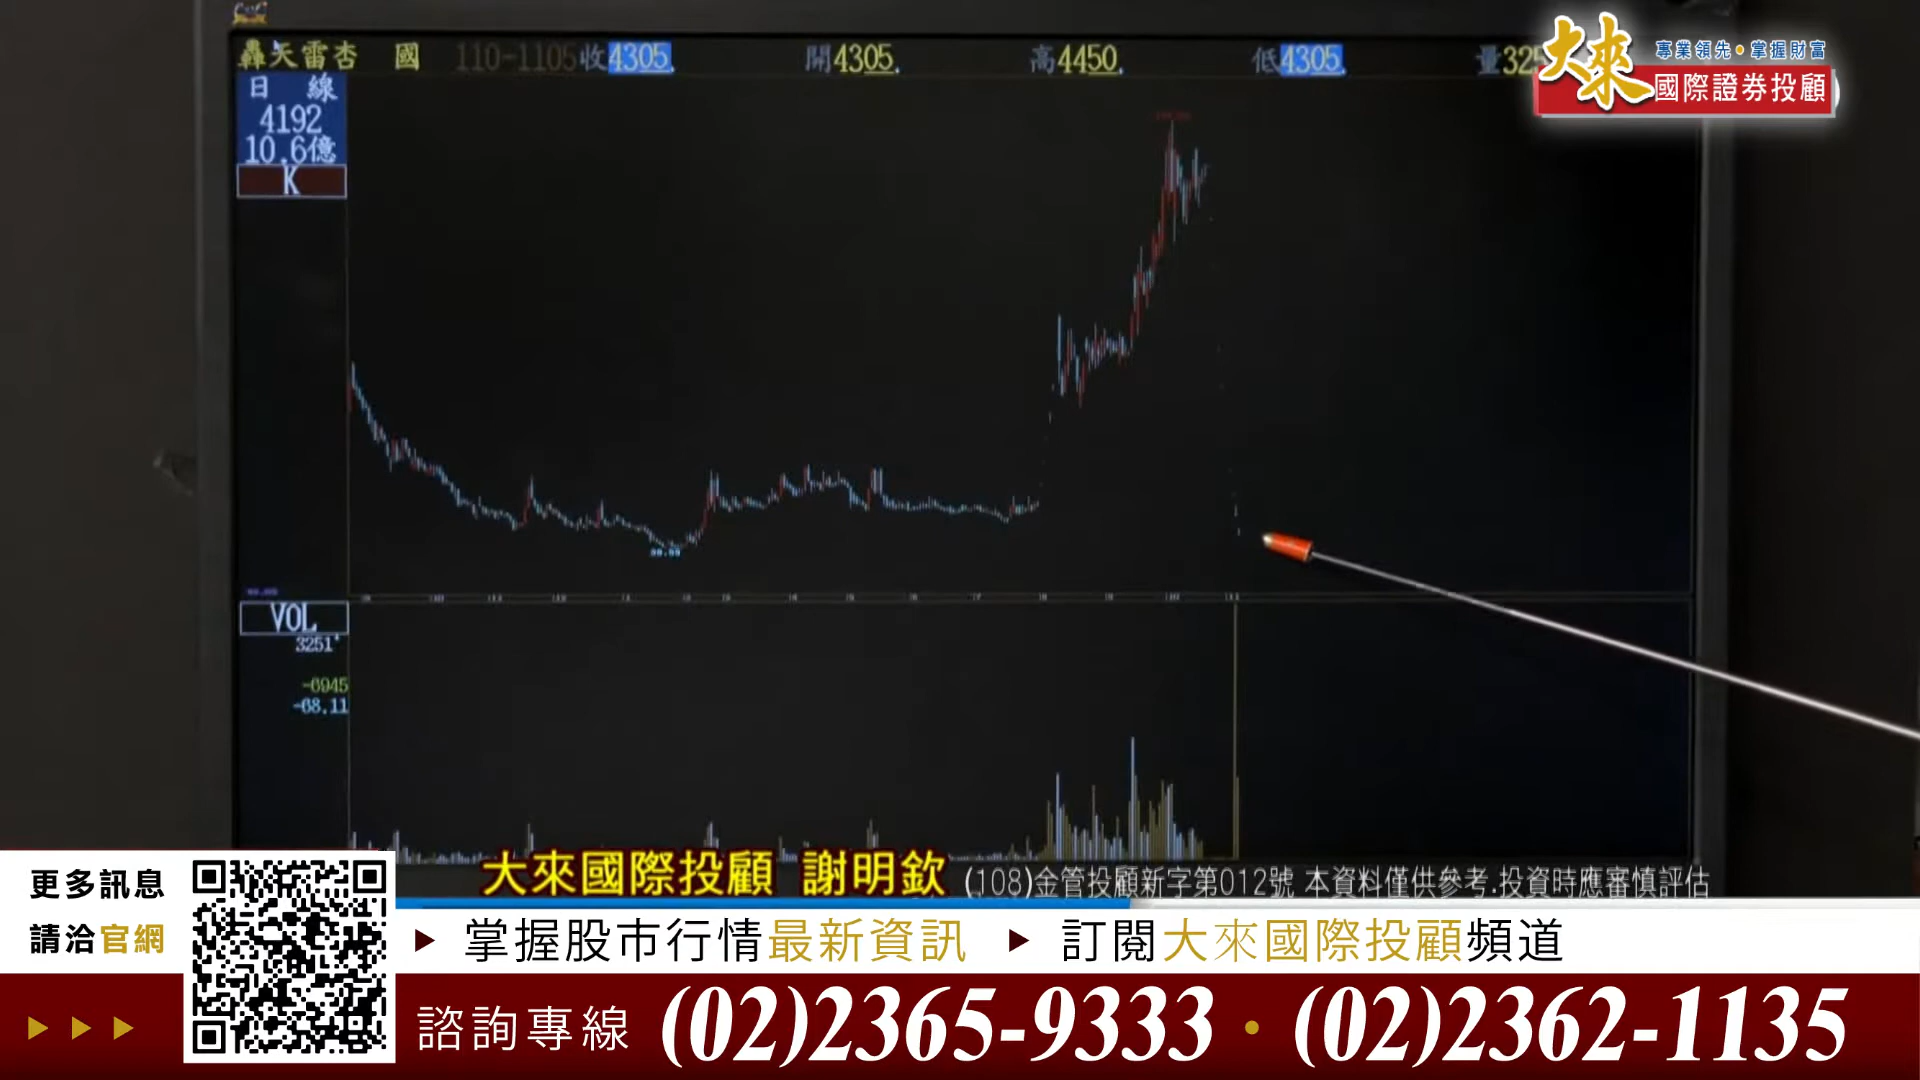 轟天雷杏 國 110-1105收4305. 開4305. 高4450. 低4305. 量325
日 線
4192
10.6億
K
大來
專業領先•掌握財富
國際證券投顧
VOL
3251
-6945
-68.11
大來國際投顧 謝明欽
(108)金管投顧新字第012號 本資料僅供參考.投資時應審慎評估
更多訊息
請洽官網
掌握股市行情最新資訊 訂閱大來國際投顧頻道
諮詢專線 (02)2365-9333・(02)2362-1135